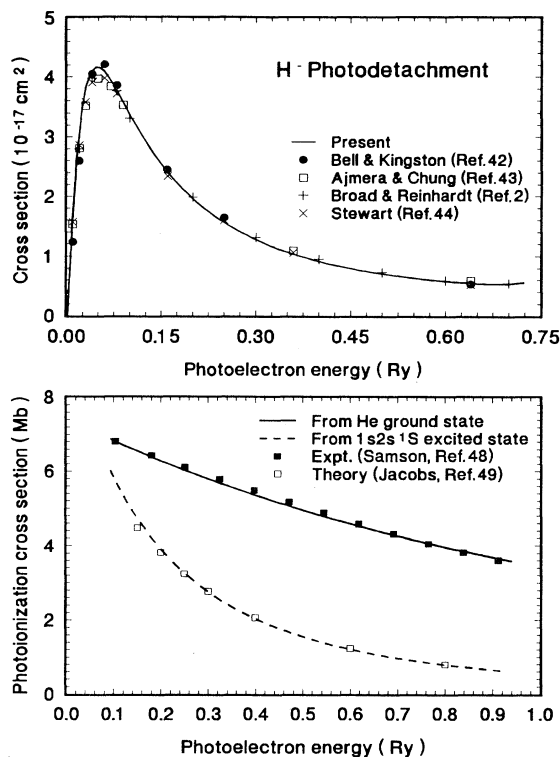 H⁻ Photodetachment
Present
Bell & Kingston (Ref. 42)
Ajmera & Chung (Ref. 43)
Broad & Reinhardt (Ref. 2)
Stewart (Ref. 44)
Cross section (10⁻¹⁷ cm²)
5
4
3
2
1
0
0.00 0.15 0.30 0.45 0.60 0.75
Photoelectron energy (Ry)
From He ground state
From 1s2s ¹S excited state
Expt. (Samson, Ref. 48)
Theory (Jacobs, Ref. 49)
Photoionization cross section (Mb)
8
6
4
2
0
0.0 0.1 0.2 0.3 0.4 0.5 0.6 0.7 0.8 0.9 1.0
Photoelectron energy (Ry)